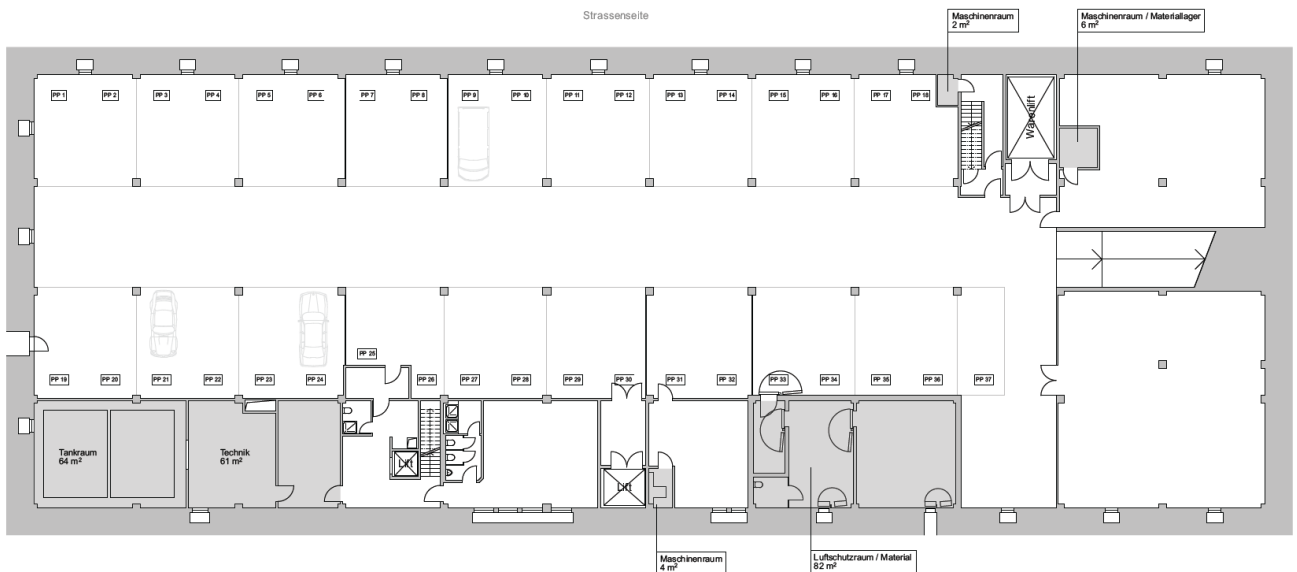 Strassenseite
Maschinenraum
2 m²
Maschinenraum / Materiallager
6 m²
PP 1
PP 2
PP 3
PP 4
PP 5
PP 6
PP 7
PP 8
PP 9
PP 10
PP 11
PP 12
PP 13
PP 14
PP 15
PP 16
PP 17
PP 18
Warenlift
PP 25
PP 19
PP 20
PP 21
PP 22
PP 23
PP 24
PP 26
PP 27
PP 28
PP 29
PP 30
PP 31
PP 32
PP 33
PP 34
PP 35
PP 36
PP 37
Tankraum
64 m²
Technik
61 m²
Lift
Lift
Maschinenraum
4 m²
Luftschutzraum / Material
82 m²